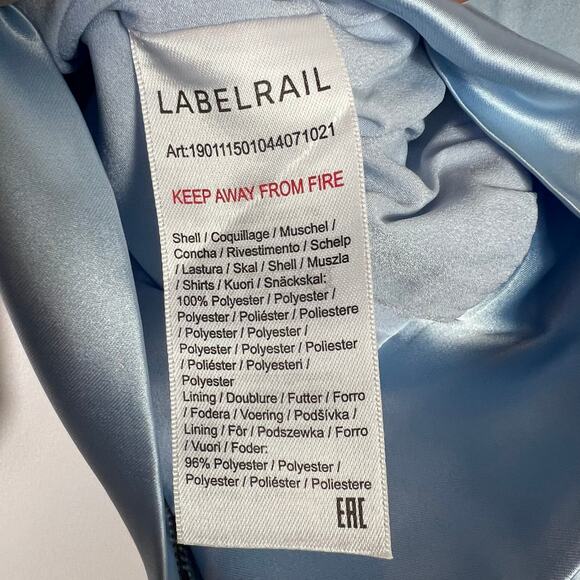 LABELRAIL
Art:190111501044071021
KEEP AWAY FROM FIRE
Shell / Coquillage / Muschel /
Concha / Rivestimento / Schelp
/ Lastura / Skal / Shell / Muszla
/ Shirts / Kuori / Snäckskal:
100% Polyester / Polyester /
Polyester / Poliéster / Poliestere
/ Polyester / Polyester /
Polyester / Polyester / Poliester
/ Poliéster / Polyesteri /
Polyester
Lining / Doublure / Futter / Forro
/ Fodera / Voering / Podšívka /
Lining / Fôr / Podszewka / Forro
/ Vuori / Foder:
96% Polyester / Polyester /
Polyester / Poliéster / Poliestere
EAC